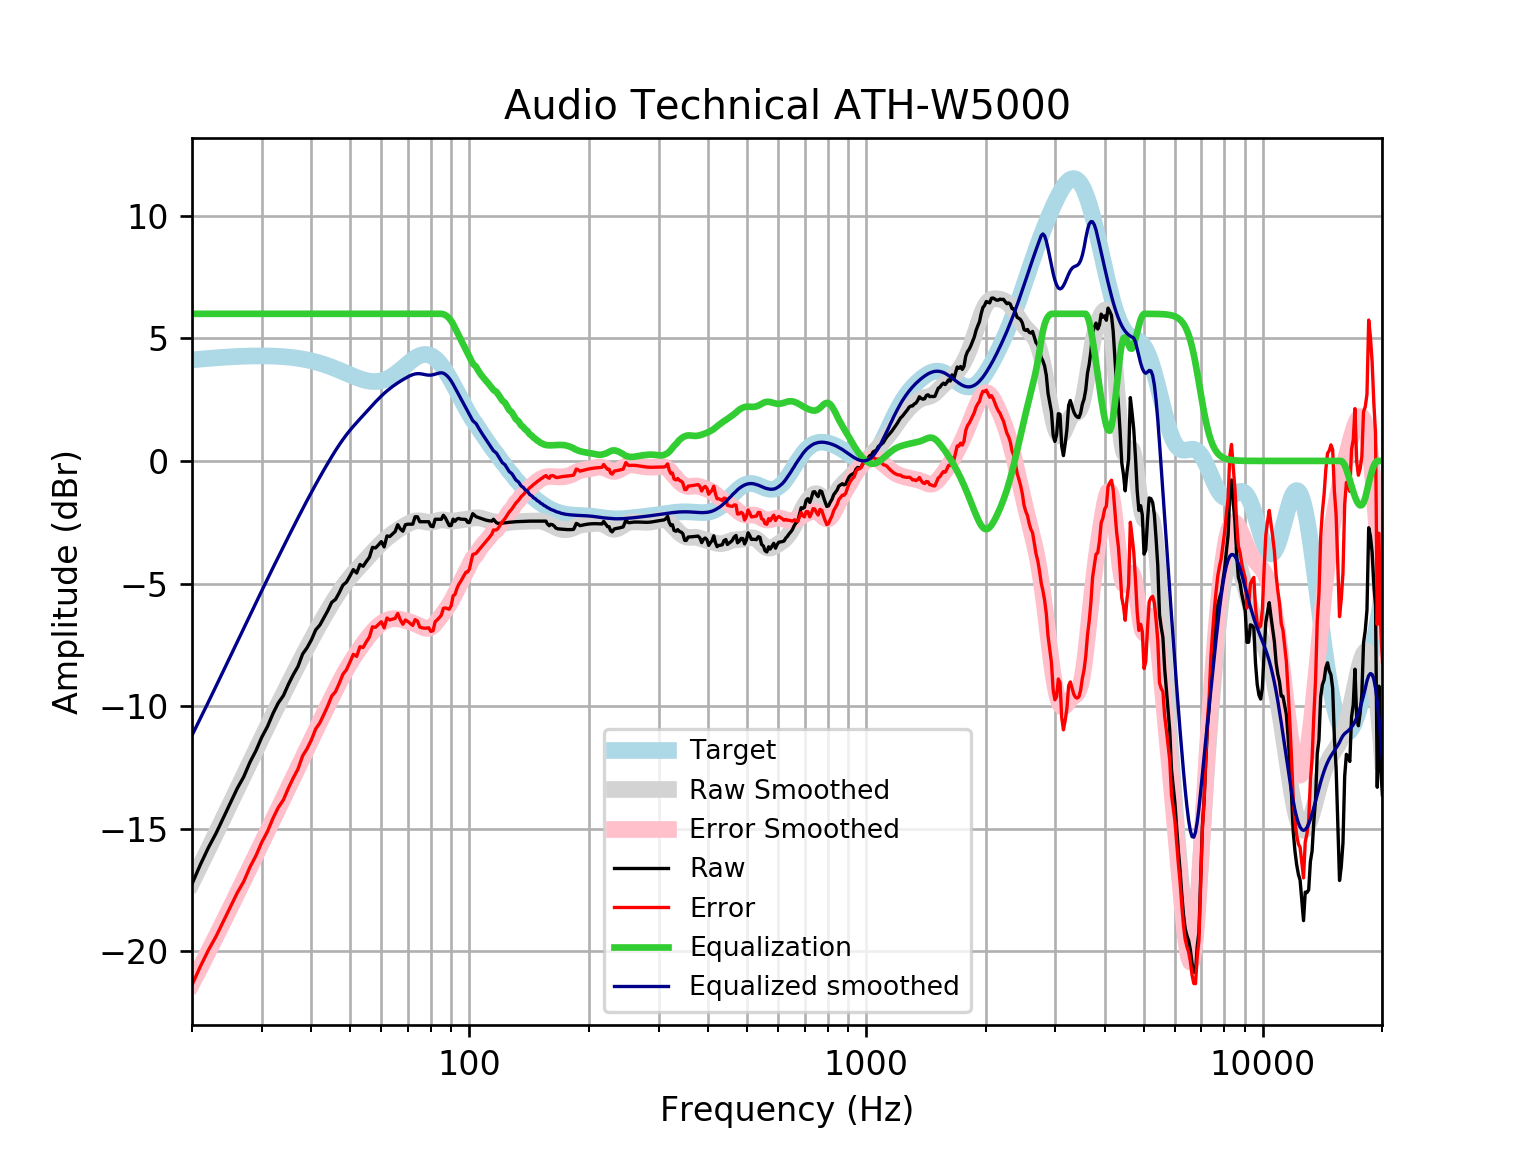 Audio Technical ATH-W5000
Amplitude (dBr)
10
5
0
−5
−10
−15
−20
Target
Raw Smoothed
Error Smoothed
Raw
Error
Equalization
Equalized smoothed
100
1000
10000
Frequency (Hz)